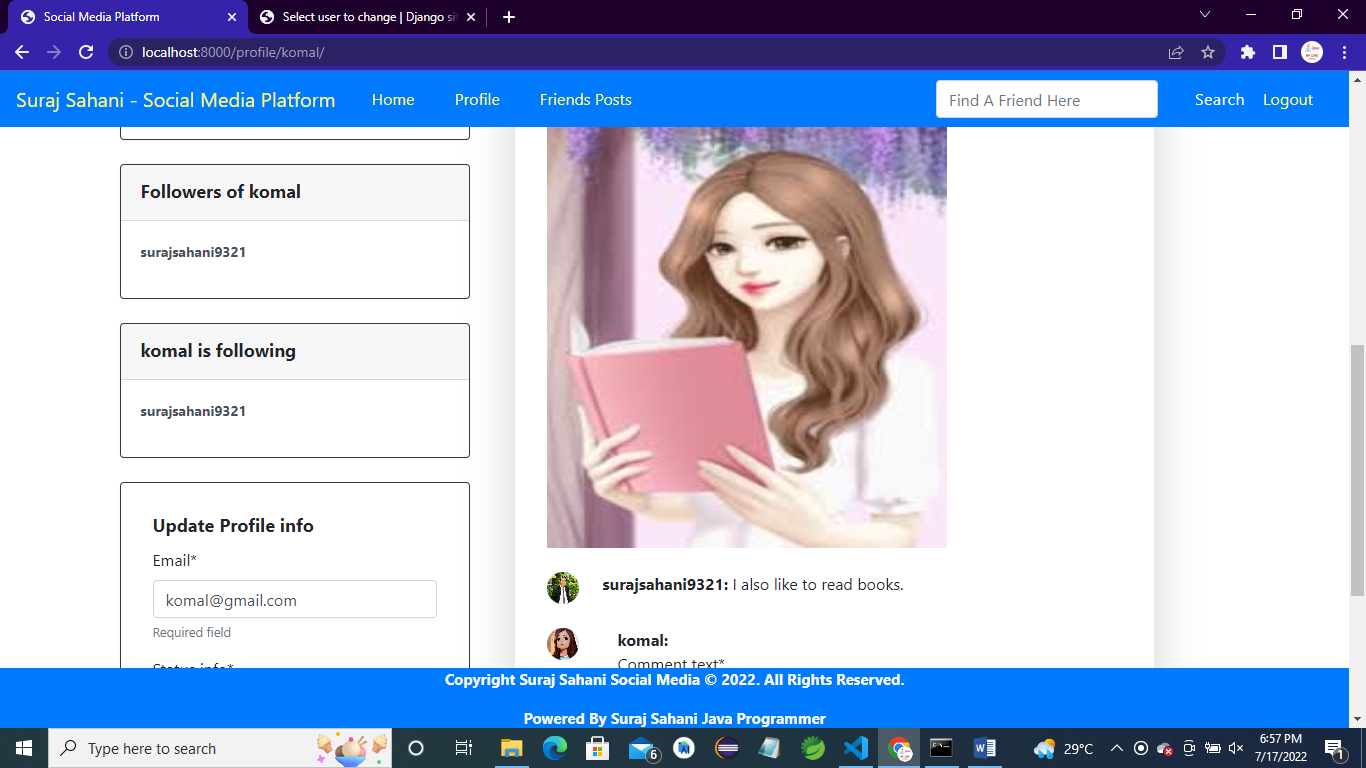 Social Media Platform
Select user to change | Django si
localhost:8000/profile/komal/
Suraj Sahani - Social Media Platform
Home
Profile
Friends Posts
Find A Friend Here
Search
Logout
Followers of komal
surajsahani9321
komal is following
surajsahani9321
Update Profile info
Email*
komal@gmail.com
Required field
Status info*
surajsahani9321: I also like to read books.
komal:
Comment text*
Copyright Suraj Sahani Social Media © 2022. All Rights Reserved.
Powered By Suraj Sahani Java Programmer
Type here to search
6
29°C
6:57 PM
7/17/2022
1